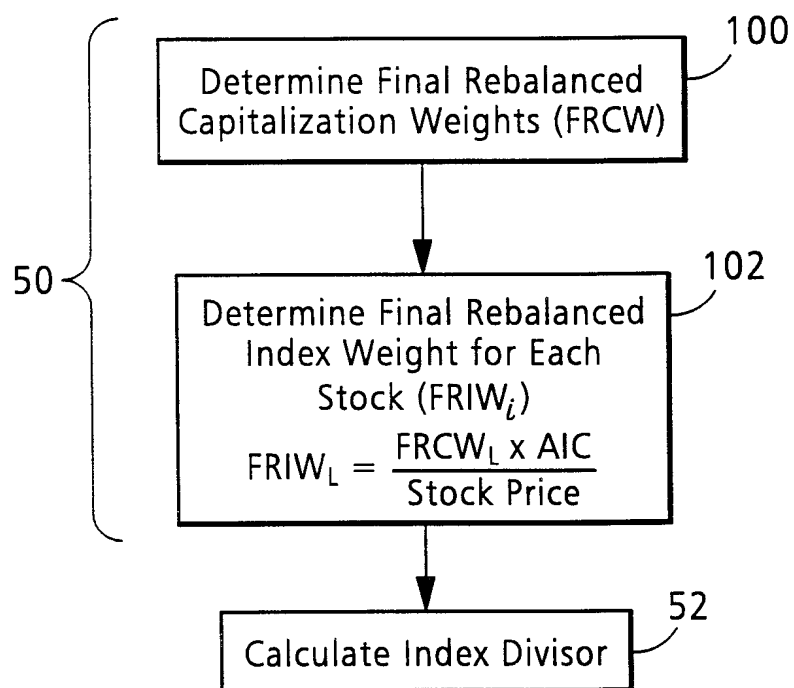 100
Determine Final Rebalanced
Capitalization Weights (FRCW)
50
102
Determine Final Rebalanced
Index Weight for Each
Stock (FRIWᵢ)
FRIW_L = FRCW_L x AIC
Stock Price
52
Calculate Index Divisor